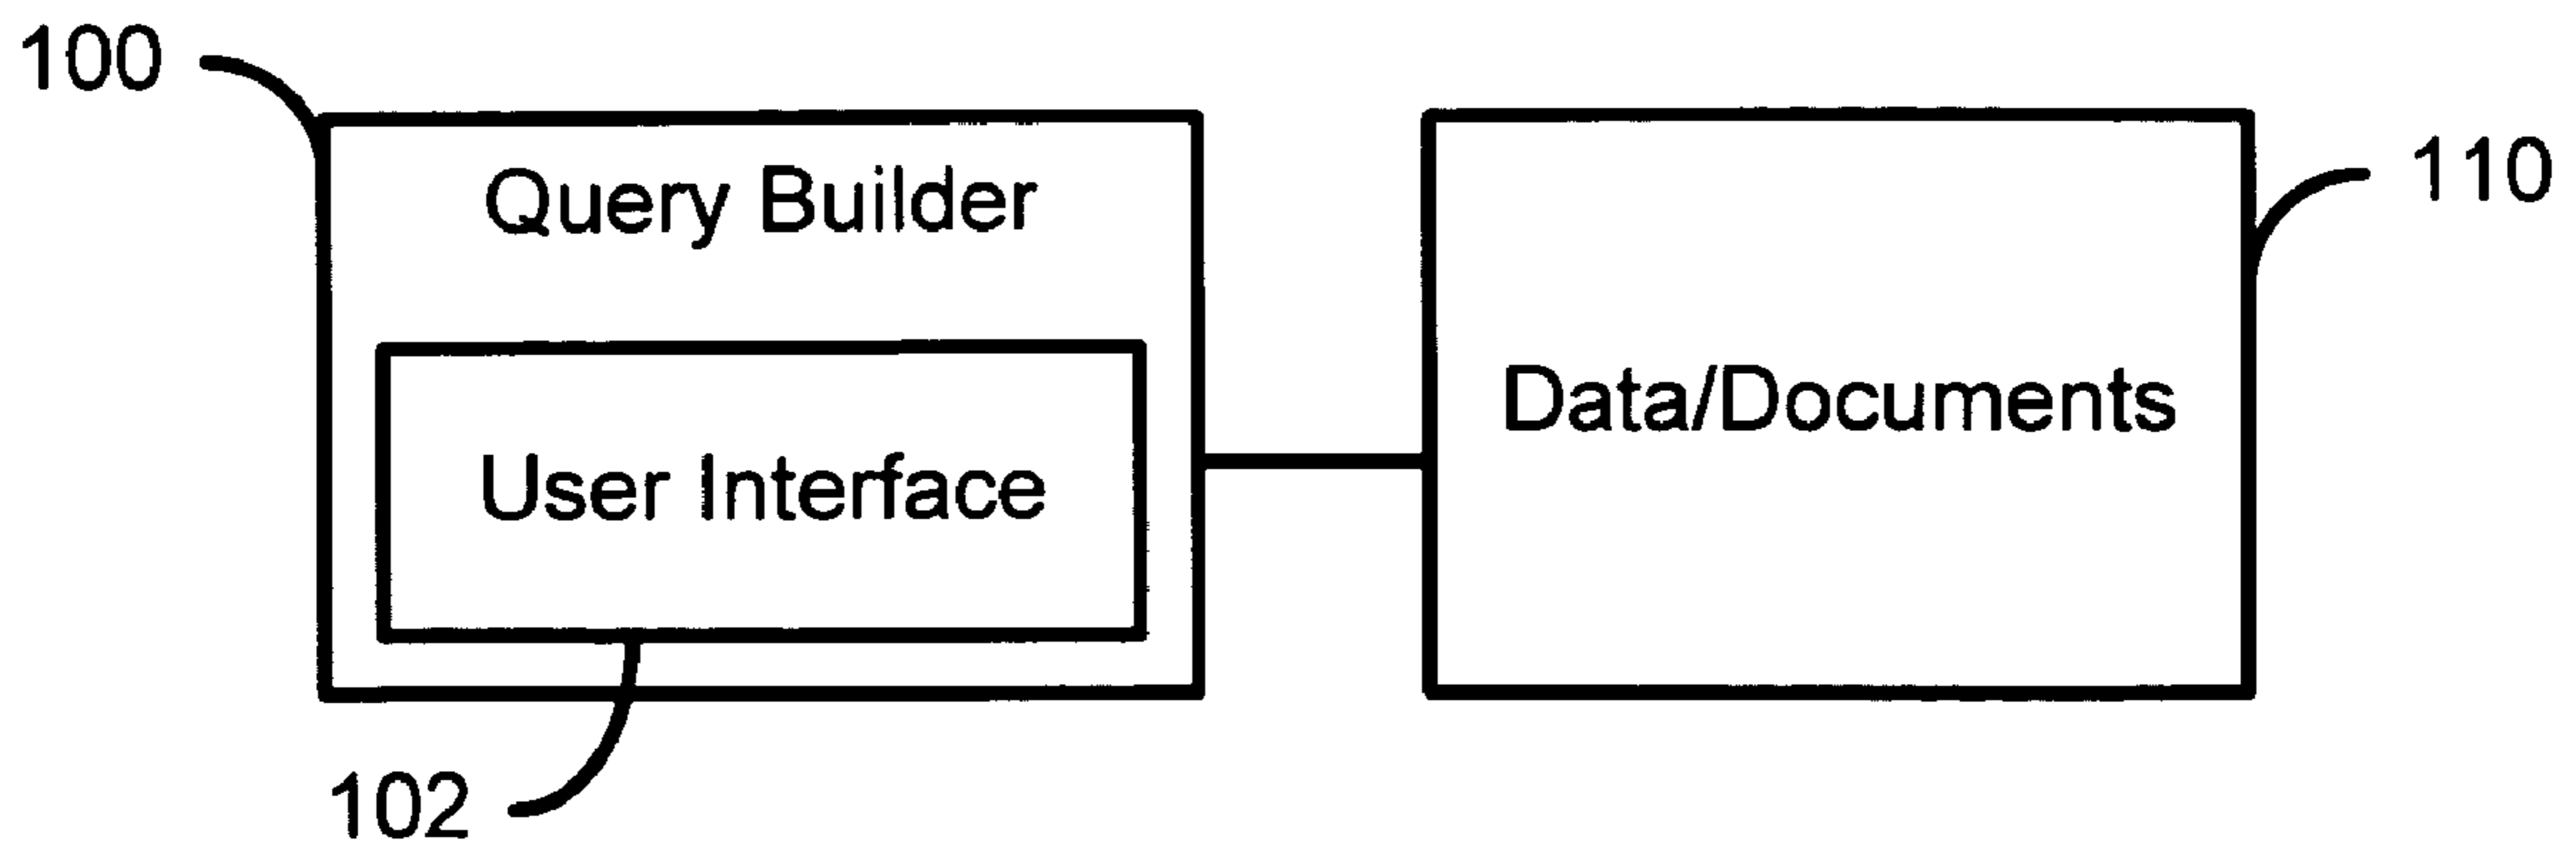 100
Query Builder
110
Data/Documents
User Interface
102